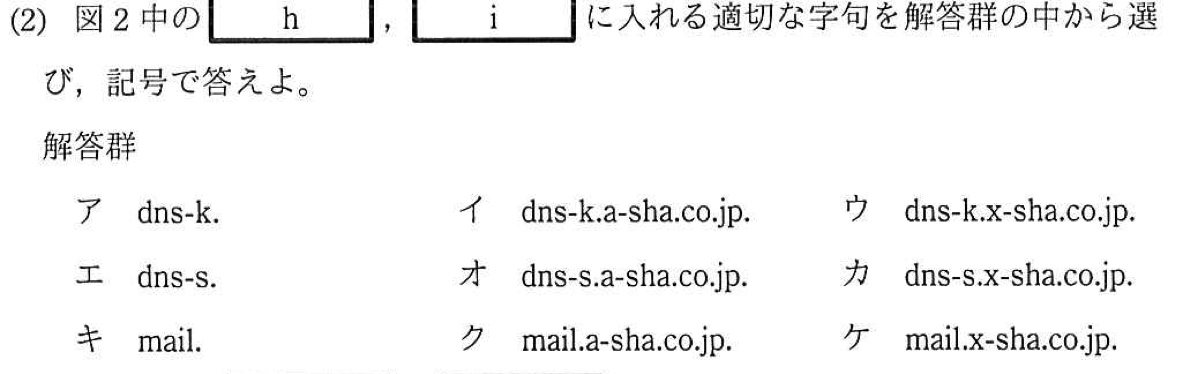 (2) 図2中の h , i に入れる適切な字句を解答群の中から選
び，記号で答えよ。
解答群
ア dns-k. イ dns-k.a-sha.co.jp. ウ dns-k.x-sha.co.jp.
エ dns-s. オ dns-s.a-sha.co.jp. カ dns-s.x-sha.co.jp.
キ mail. ク mail.a-sha.co.jp. ケ mail.x-sha.co.jp.